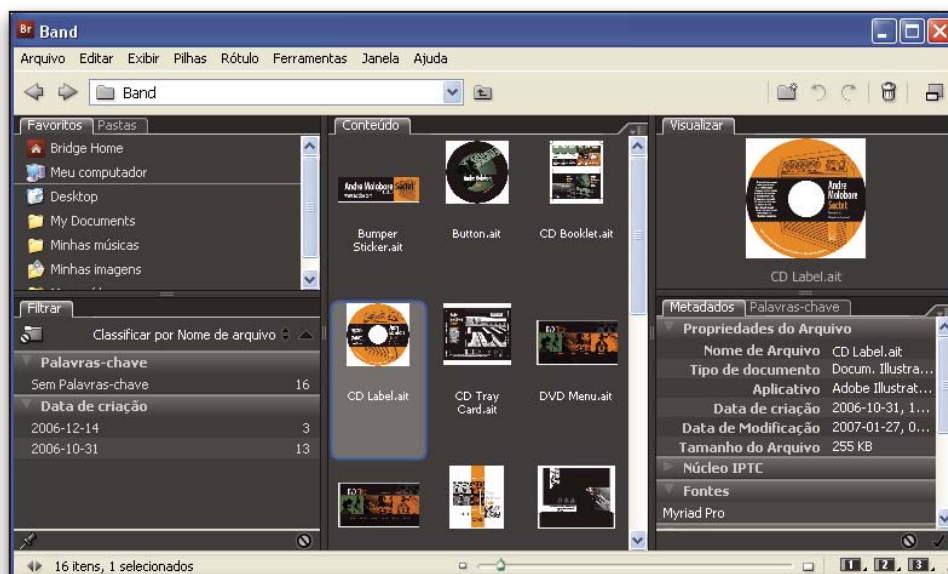 Br Band
Arquivo Editar Exibir Pilhas Rótulo Ferramentas Janela Ajuda
Band
Favoritos Pastas
Bridge Home
Meu computador
Desktop
My Documents
Minhas músicas
Minhas imagens
Filtrar
Classificar por Nome de arquivo
Palavras-chave
Sem Palavras-chave 16
Data de criação
2006-12-14 3
2006-10-31 13
Conteúdo
Andre Molobore Sectet
Bumper Sticker.ait
Button.ait
CD Booklet.ait
CD Label.ait
CD Tray Card.ait
DVD Menu.ait
Visualizar
Andre
Molobore
Sectet
CD Label.ait
Metadados Palavras-chave
Propriedades do Arquivo
Nome de Arquivo CD Label.ait
Tipo de documento Docum. Illustra...
Aplicativo Adobe Illustrat...
Data de criação 2006-10-31, 1...
Data de Modificação 2007-01-27, 0...
Tamanho do Arquivo 255 KB
Núcleo IPTC
Fontes
Myriad Pro
16 itens, 1 selecionados
1 2 3